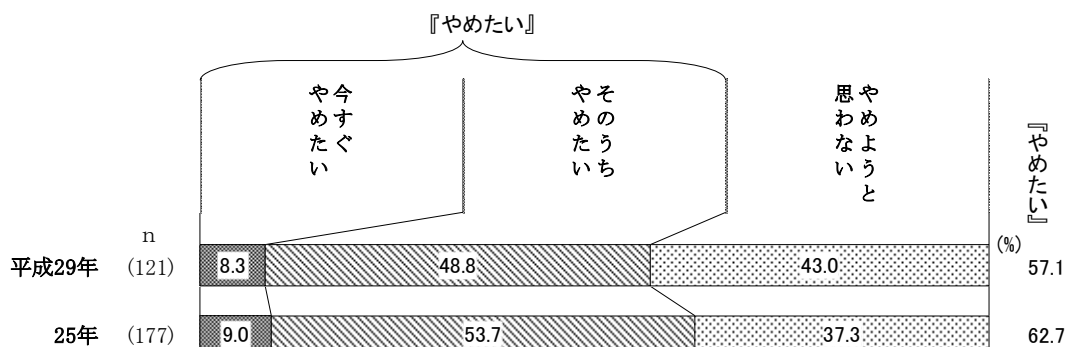 『やめたい』
今すぐ
やめたい
そのうち
やめたい
やめようと
思わない
『やめたい』
n
(%)
平成29年 (121) 8.3 48.8 43.0 57.1
25年 (177) 9.0 53.7 37.3 62.7